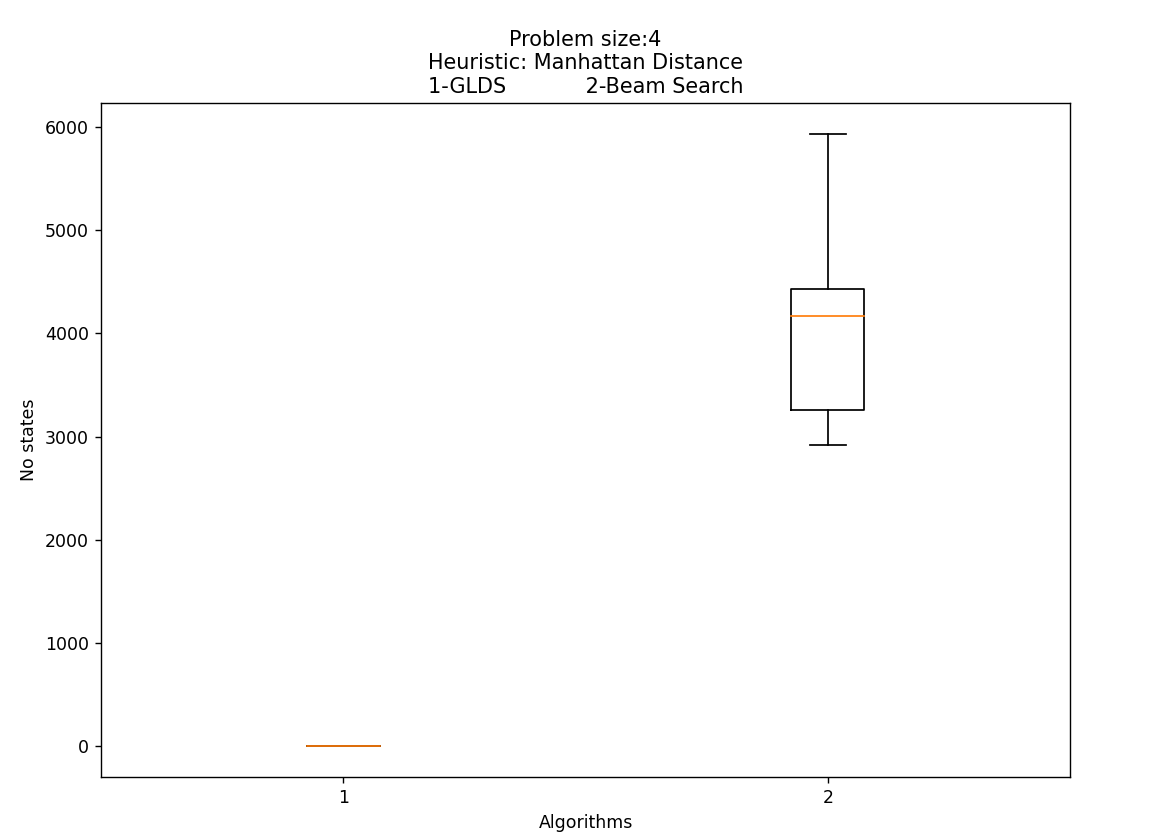 Problem size:4
Heuristic: Manhattan Distance
1-GLDS 2-Beam Search
6000
5000
4000
3000
2000
1000
0
No states
1 2
Algorithms